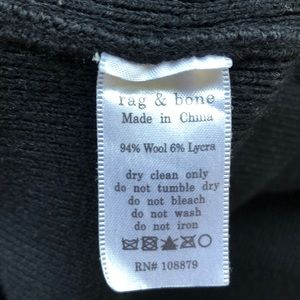 rag & bone
Made in China
94% Wool 6% Lycra
dry clean only
do not tumble dry
do not bleach
do not wash
do not iron
RN# 108879